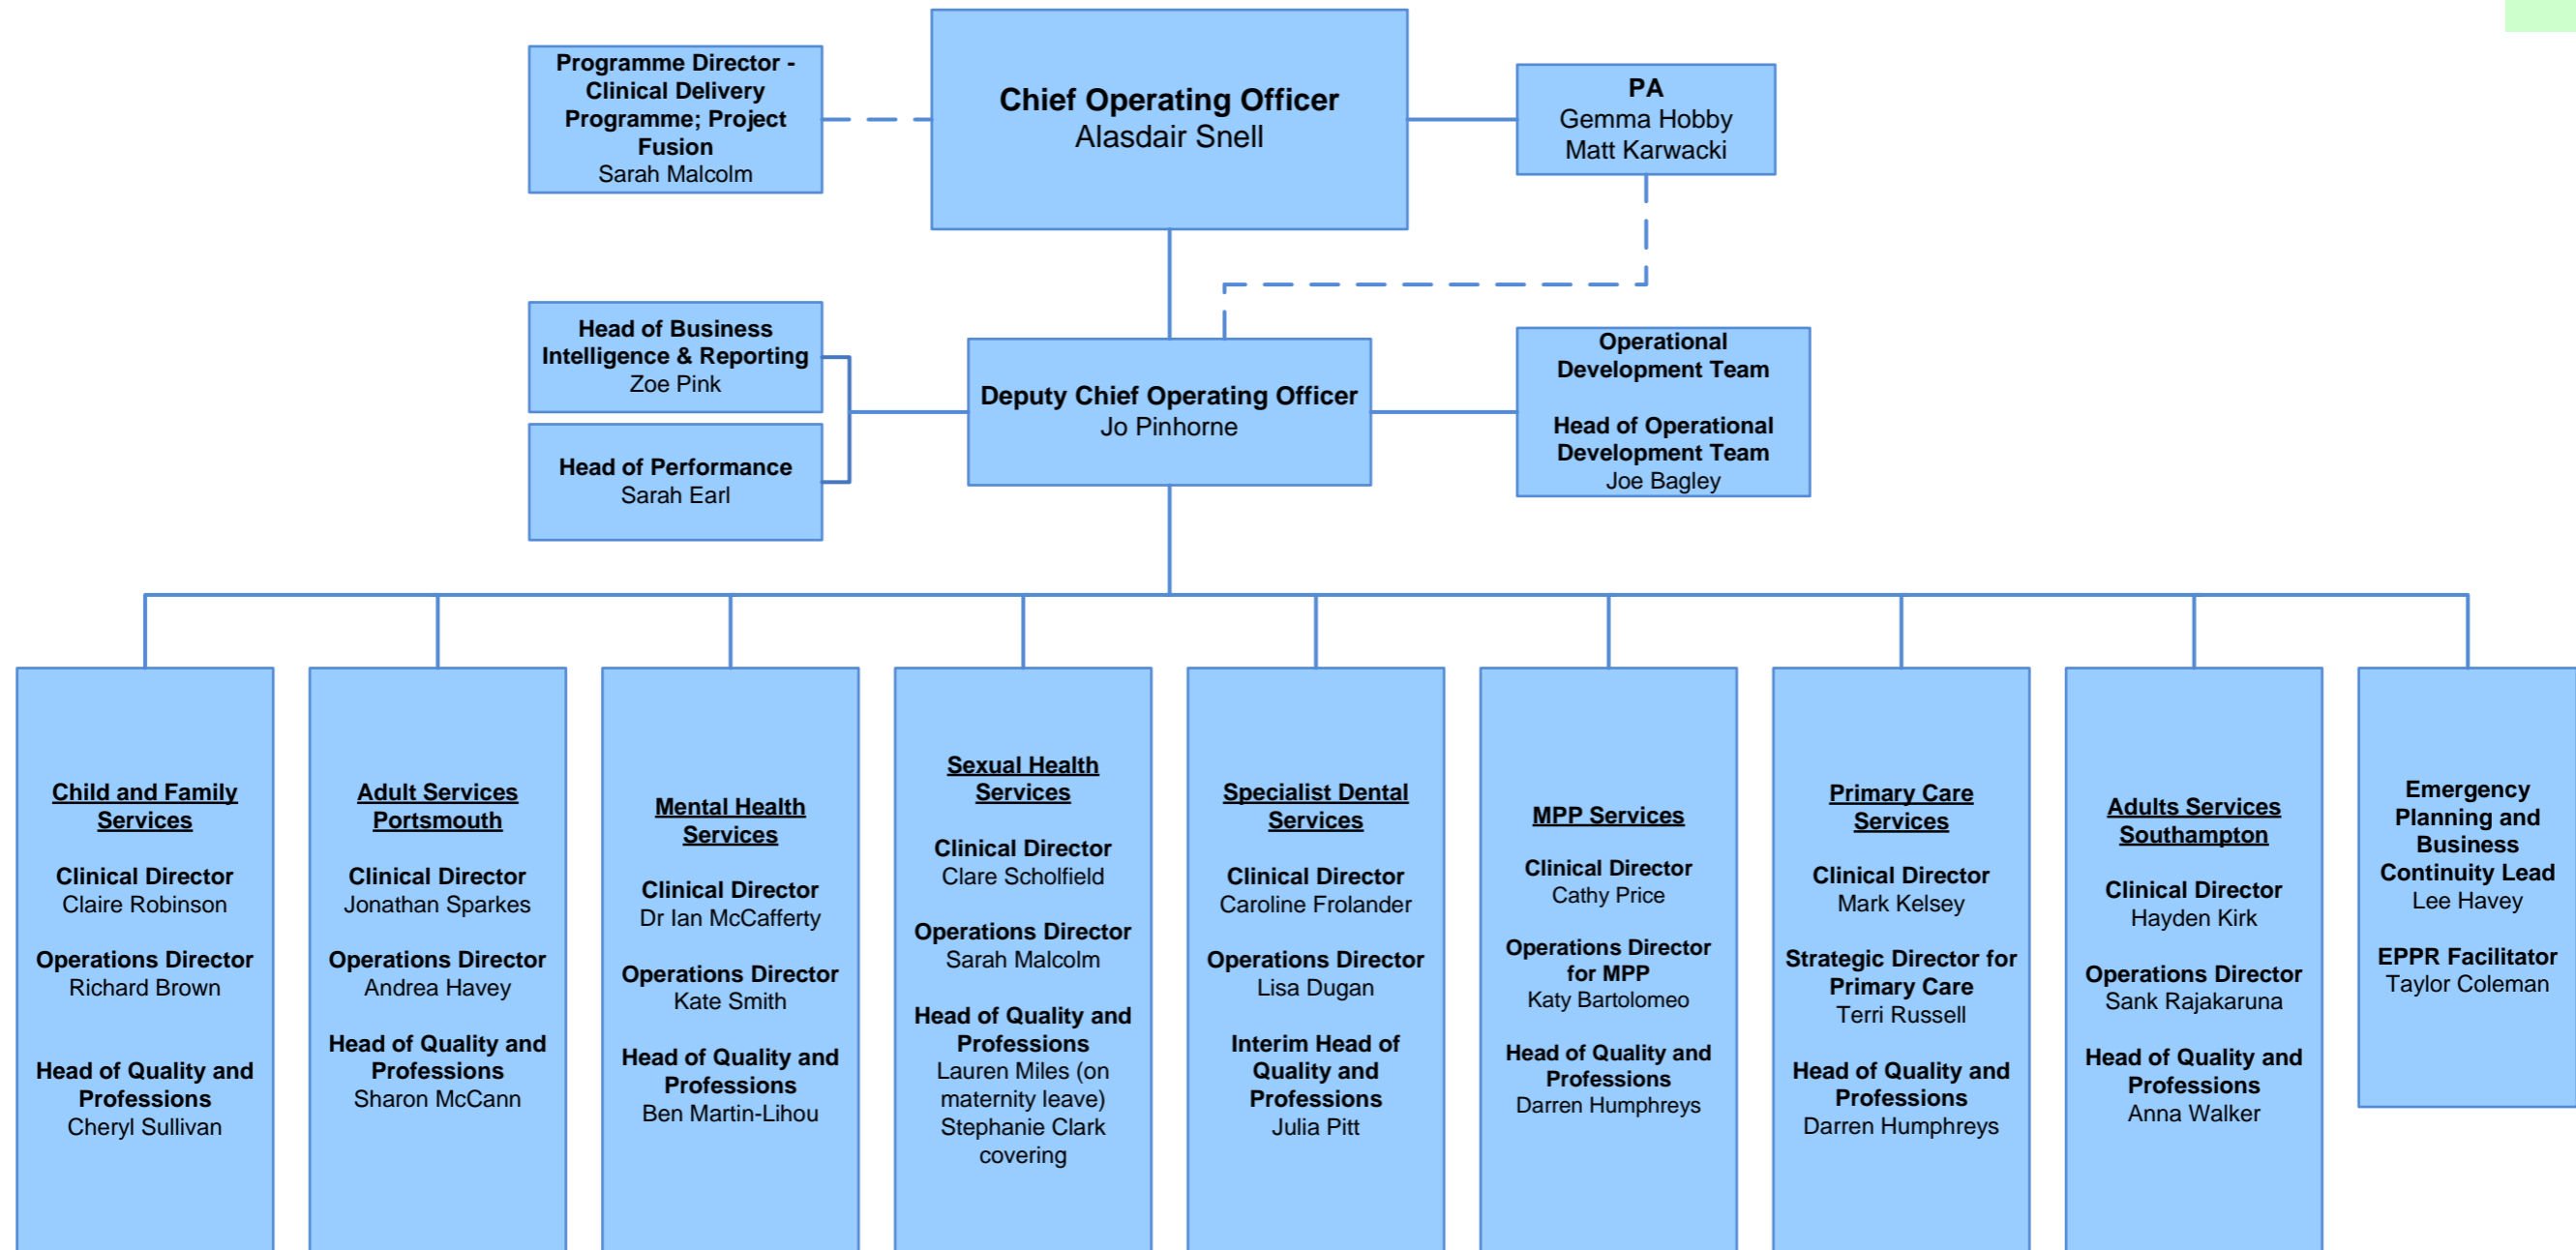 Programme Director -
Clinical Delivery
Programme; Project
Fusion
Sarah Malcolm
Chief Operating Officer
Alasdair Snell
PA
Gemma Hobby
Matt Karwacki
Head of Business
Intelligence & Reporting
Zoe Pink
Head of Performance
Sarah Earl
Deputy Chief Operating Officer
Jo Pinhorne
Operational
Development Team
Head of Operational
Development Team
Joe Bagley
Child and Family
Services
Clinical Director
Claire Robinson
Operations Director
Richard Brown
Head of Quality and
Professions
Cheryl Sullivan
Adult Services
Portsmouth
Clinical Director
Jonathan Sparkes
Operations Director
Andrea Havey
Head of Quality and
Professions
Sharon McCann
Mental Health
Services
Clinical Director
Dr Ian McCafferty
Operations Director
Kate Smith
Head of Quality and
Professions
Ben Martin-Lihou
Sexual Health
Services
Clinical Director
Clare Scholfield
Operations Director
Sarah Malcolm
Head of Quality and
Professions
Lauren Miles (on
maternity leave)
Stephanie Clark
covering
Specialist Dental
Services
Clinical Director
Caroline Frolander
Operations Director
Lisa Dugan
Interim Head of
Quality and
Professions
Julia Pitt
MPP Services
Clinical Director
Cathy Price
Operations Director
for MPP
Katy Bartolomeo
Head of Quality and
Professions
Darren Humphreys
Primary Care
Services
Clinical Director
Mark Kelsey
Strategic Director for
Primary Care
Terri Russell
Head of Quality and
Professions
Darren Humphreys
Adults Services
Southampton
Clinical Director
Hayden Kirk
Operations Director
Sank Rajakaruna
Head of Quality and
Professions
Anna Walker
Emergency
Planning and
Business
Continuity Lead
Lee Havey
EPPR Facilitator
Taylor Coleman